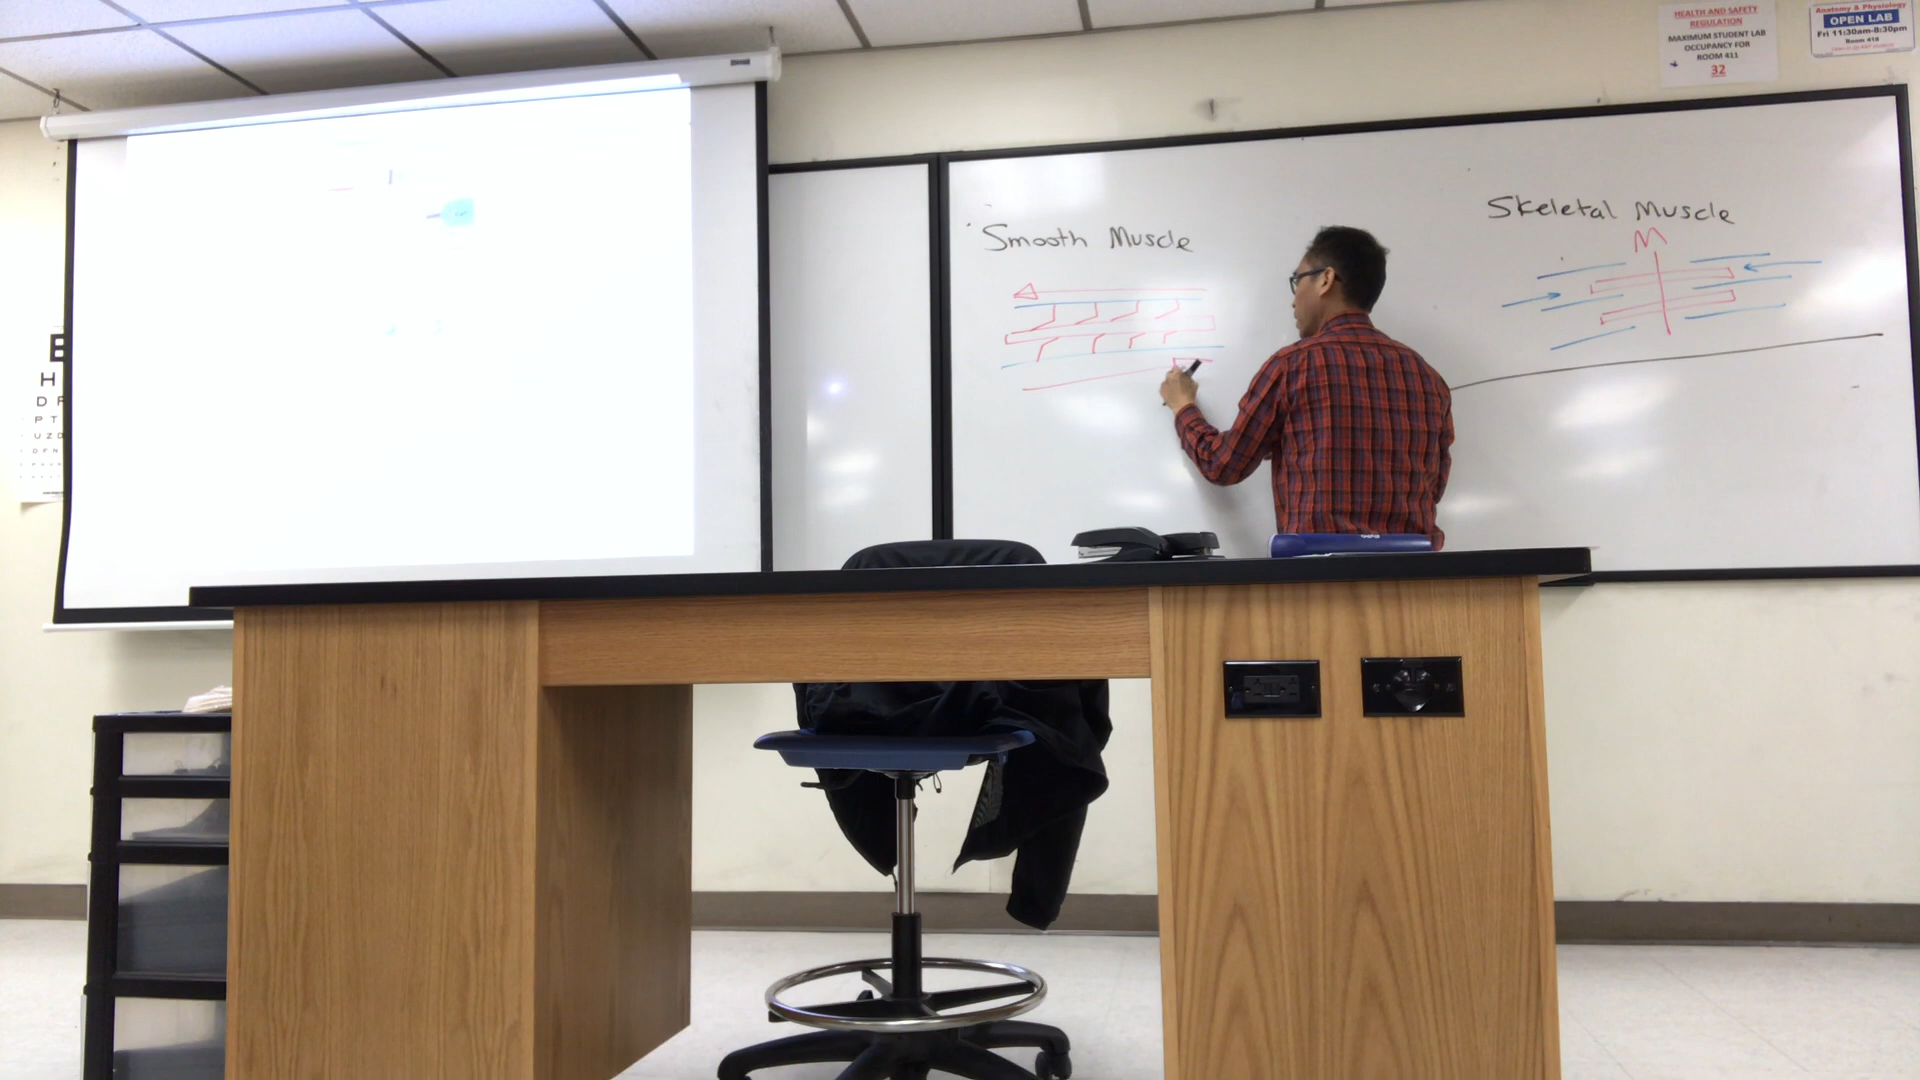 HEALTH AND SAFETY
REGULATION
MAXIMUM STUDENT LAB
OCCUPANCY FOR
ROOM 411
32
Anatomy & Physiology
OPEN LAB
Fri 11:30am-8:30pm
Room 418
Smooth Muscle
Skeletal Muscle
M
E
H
D F
P T
U Z D